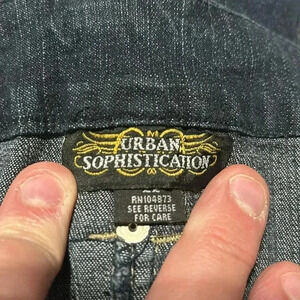 URBAN
SOPHISTICATION
RN104873
SEE REVERSE
FOR CARE